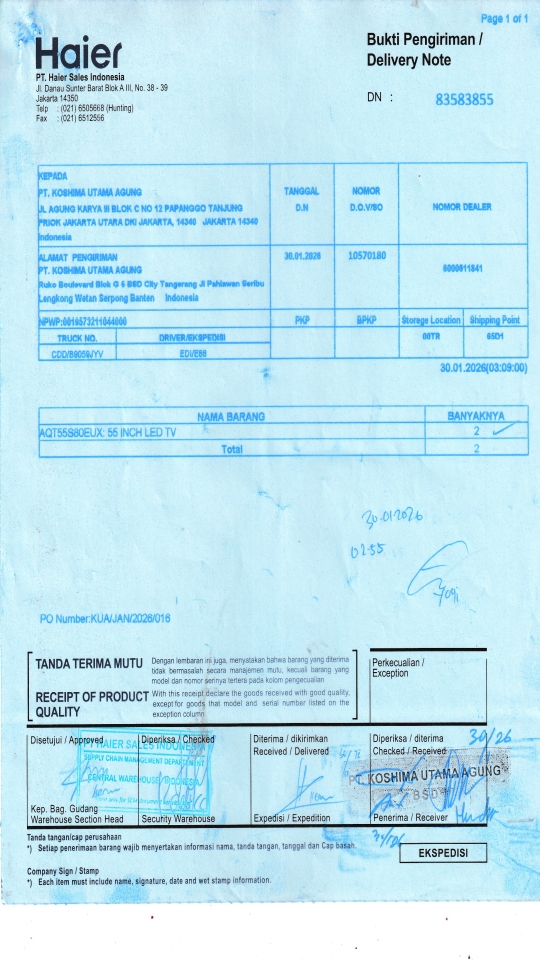 Page 1 of 1
Haier
Bukti Pengiriman /
Delivery Note
PT. Haier Sales Indonesia
Jl. Danau Sunter Barat Blok A III, No. 38 - 39
Jakarta 14350
Telp : (021) 6505668 (Hunting)
Fax : (021) 6512556
DN : 83583855
KEPADA
PT. KOSHIMA UTAMA AGUNG
JL AGUNG KARYA III BLOK C NO 12 PAPANGGO TANJUNG
PRIOK JAKARTA UTARA DKI JAKARTA, 14340 JAKARTA 14340
Indonesia
TANGGAL
D.N
NOMOR
D.O.V/SO
NOMOR DEALER
ALAMAT PENGIRIMAN
PT. KOSHIMA UTAMA AGUNG
Ruko Boulevard Blok G 6 BSD City Tangerang Jl Pahlawan Seribu
Lengkong Wetan Serpong Banten Indonesia
30.01.2026
10570180
NPWP:
PKP
BPKP
Storege Location
Shipping Point
TRUCK NO.
DRIVER/EKSPEDISI
30.01.2026(03:09:00)
NAMA BARANG
BANYAKNYA
AQT55S80EUX: 55 INCH LED TV
2
Total
2
30.01.2026
02.55
Yogi
PO Number:KUA/JAN/2026/016
TANDA TERIMA MUTU
Dengan lembaran ini juga, menyatakan bahwa barang yang diterima
tidak bermasalah secara manajemen mutu, kecuali barang yang
model dan nomor serinya tertera pada kolom pengecualian
RECEIPT OF PRODUCT
QUALITY
With this receipt declare the goods received with good quality,
except for goods that model and serial number listed on the
exception column
Perkecualian /
Exception
Disetujui / Approved
Diperiksa / Checked
Diterima / dikirimkan
Received / Delivered
Diperiksa / diterima
Checked / Received
30/26
PT HAIER SALES INDONESIA
SUPPLY CHAIN MANAGEMENT DEPARTMENT
CENTRAL WAREHOUSE INDONESIA
PT. KOSHIMA UTAMA AGUNG
BSD
Kep. Bag. Gudang
Warehouse Section Head
Security Warehouse
Expedisi / Expedition
Penerima / Receiver
Tanda tangan/cap perusahaan
*) Setiap penerimaan barang wajib menyertakan informasi nama, tanda tangan, tanggal dan Cap basah.
EKSPEDISI
Company Sign / Stamp
*) Each item must include name, signature, date and wet stamp information.